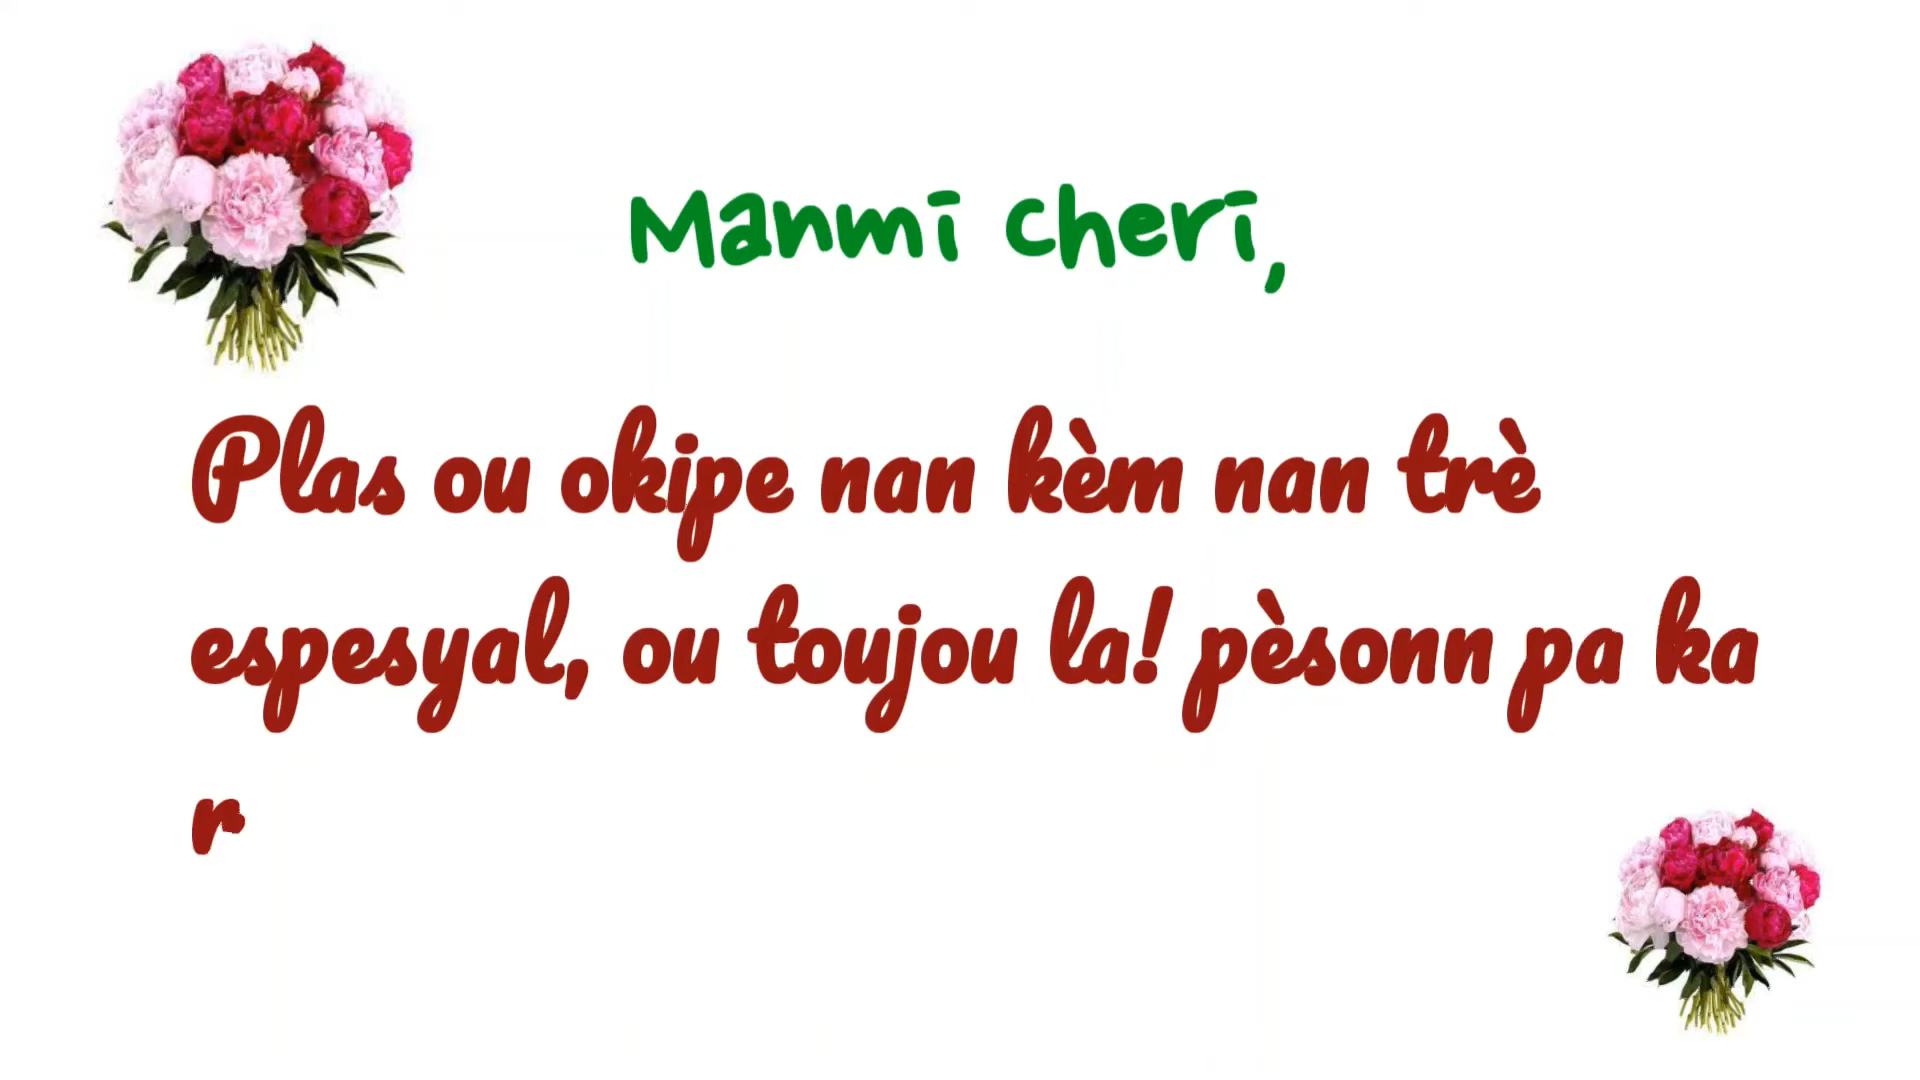 Manmi cheri,
Plas ou okipe nan kèm nan trè
espesyal, ou toujou la! pèsonn pa ka
r